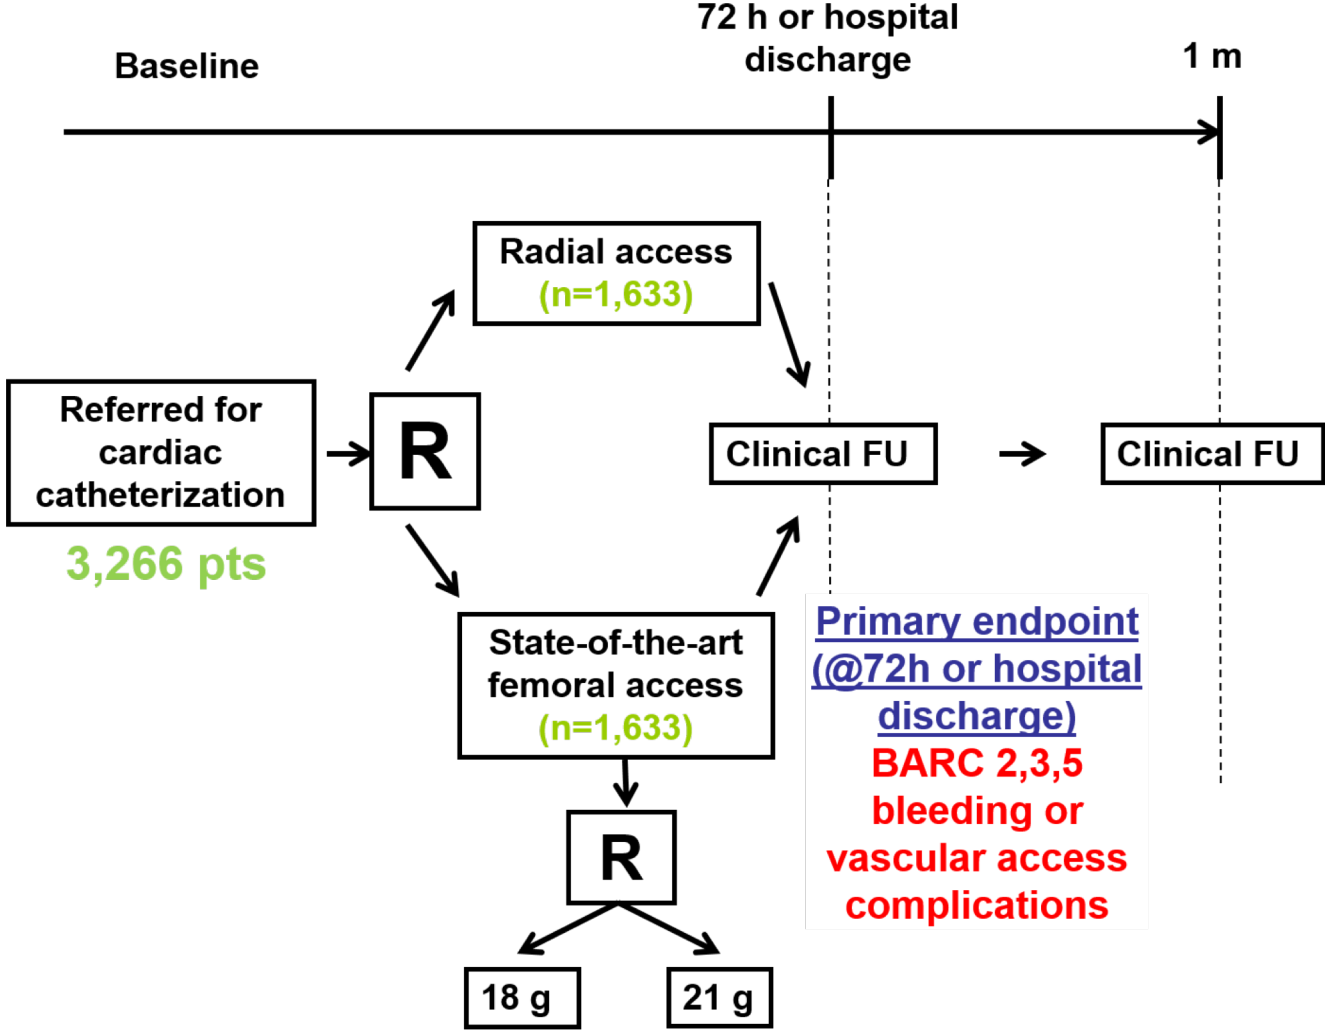 72 h or hospital
discharge
Baseline
1 m
Radial access
(n=1,633)
Referred for
cardiac
catheterization
R
Clinical FU
Clinical FU
3,266 pts
State-of-the-art
femoral access
(n=1,633)
Primary endpoint
(@72h or hospital
discharge)
BARC 2,3,5
bleeding or
vascular access
complications
R
18 g
21 g